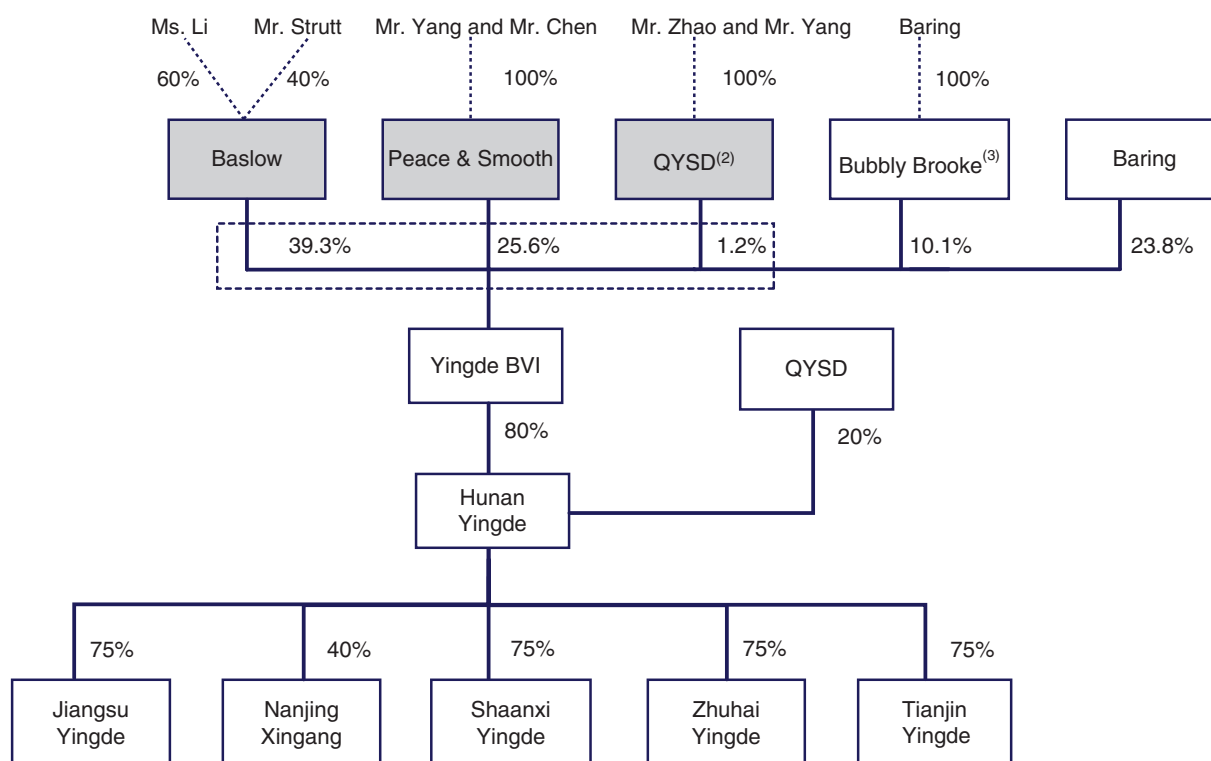 Ms. Li Mr. Strutt Mr. Yang and Mr. Chen Mr. Zhao and Mr. Yang Baring
60% 40% 100% 100% 100%
Baslow Peace & Smooth QYSD(2) Bubbly Brooke(3) Baring
39.3% 25.6% 1.2% 10.1% 23.8%
Yingde BVI QYSD
80% 20%
Hunan
Yingde
75% 40% 75% 75% 75%
Jiangsu Nanjing Shaanxi Zhuhai Tianjin
Yingde Xingang Yingde Yingde Yingde